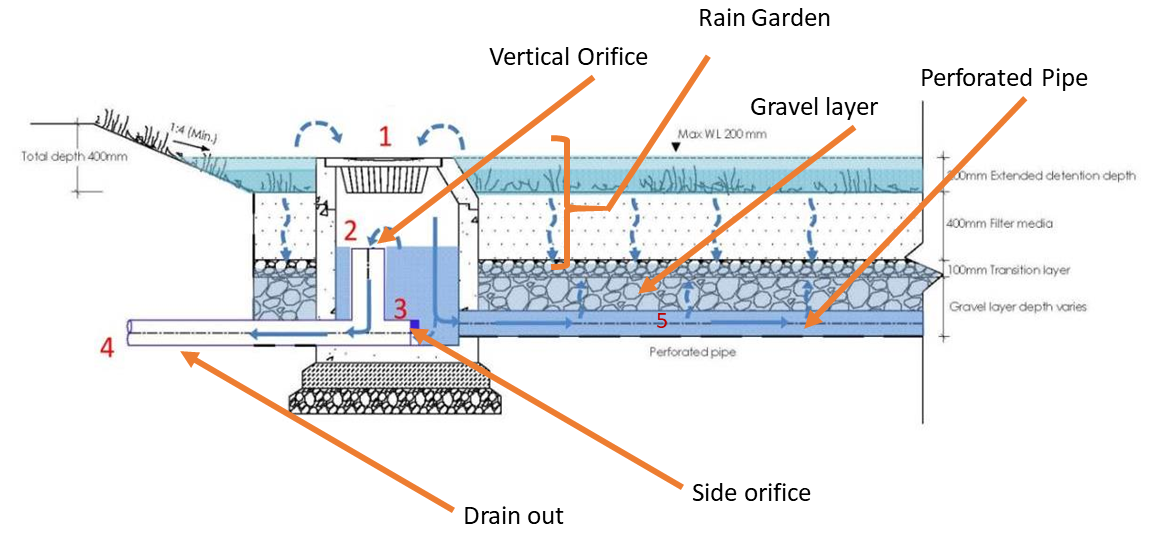 Rain Garden
Vertical Orifice
Perforated Pipe
Gravel layer
1:4 (Min.)
1
Max WL 200 mm
Total depth 400mm
200mm Extended detention depth
2
400mm Filter media
100mm Transition layer
3
Gravel layer depth varies
5
4
Perforated pipe
Side orifice
Drain out